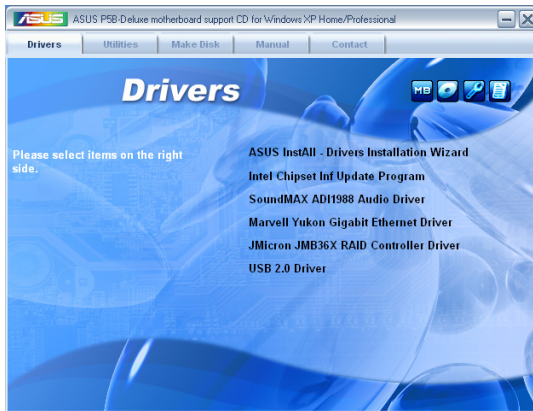 ASUS ASUS P5B-Deluxe motherboard support CD for Windows XP Home/Professional
Drivers Utilities Make Disk Manual Contact
Drivers
MB
Please select items on the right
side.
ASUS InstAll - Drivers Installation Wizard
Intel Chipset Inf Update Program
SoundMAX ADI1988 Audio Driver
Marvell Yukon Gigabit Ethernet Driver
JMicron JMB36X RAID Controller Driver
USB 2.0 Driver